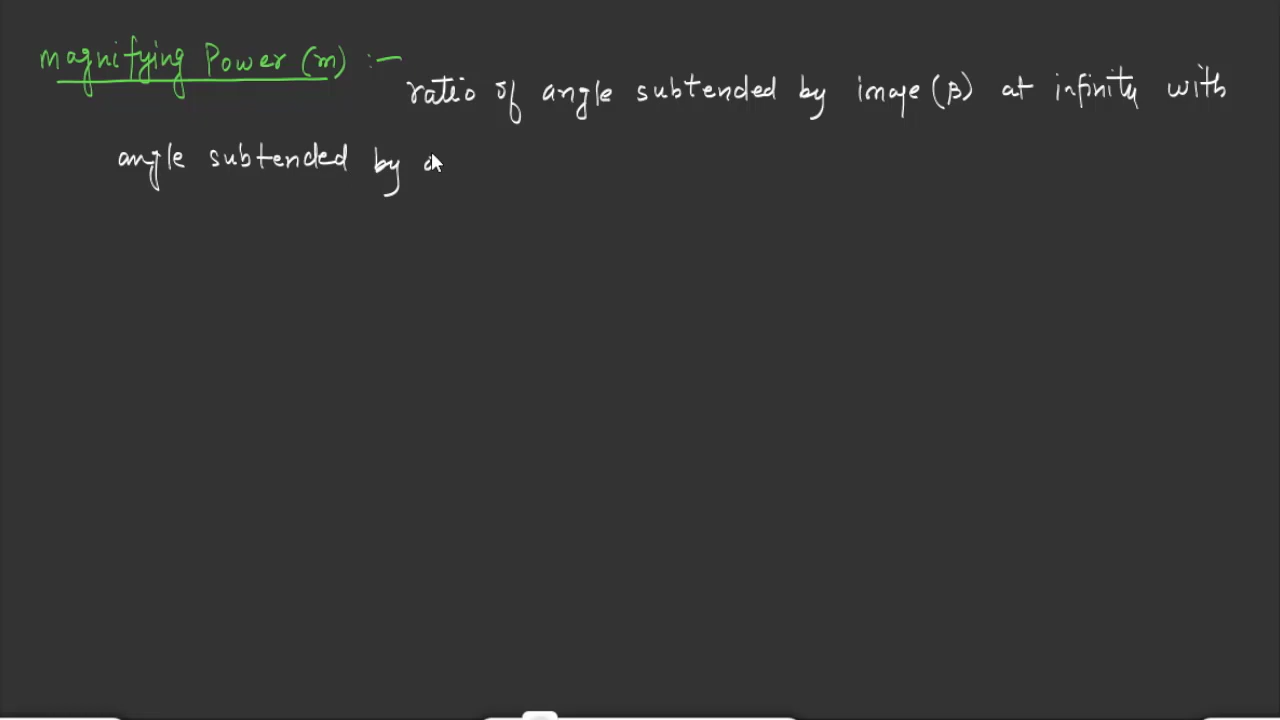 Magnifying Power (m) :-
ratio of angle subtended by image (β) at infinity with
angle subtended by